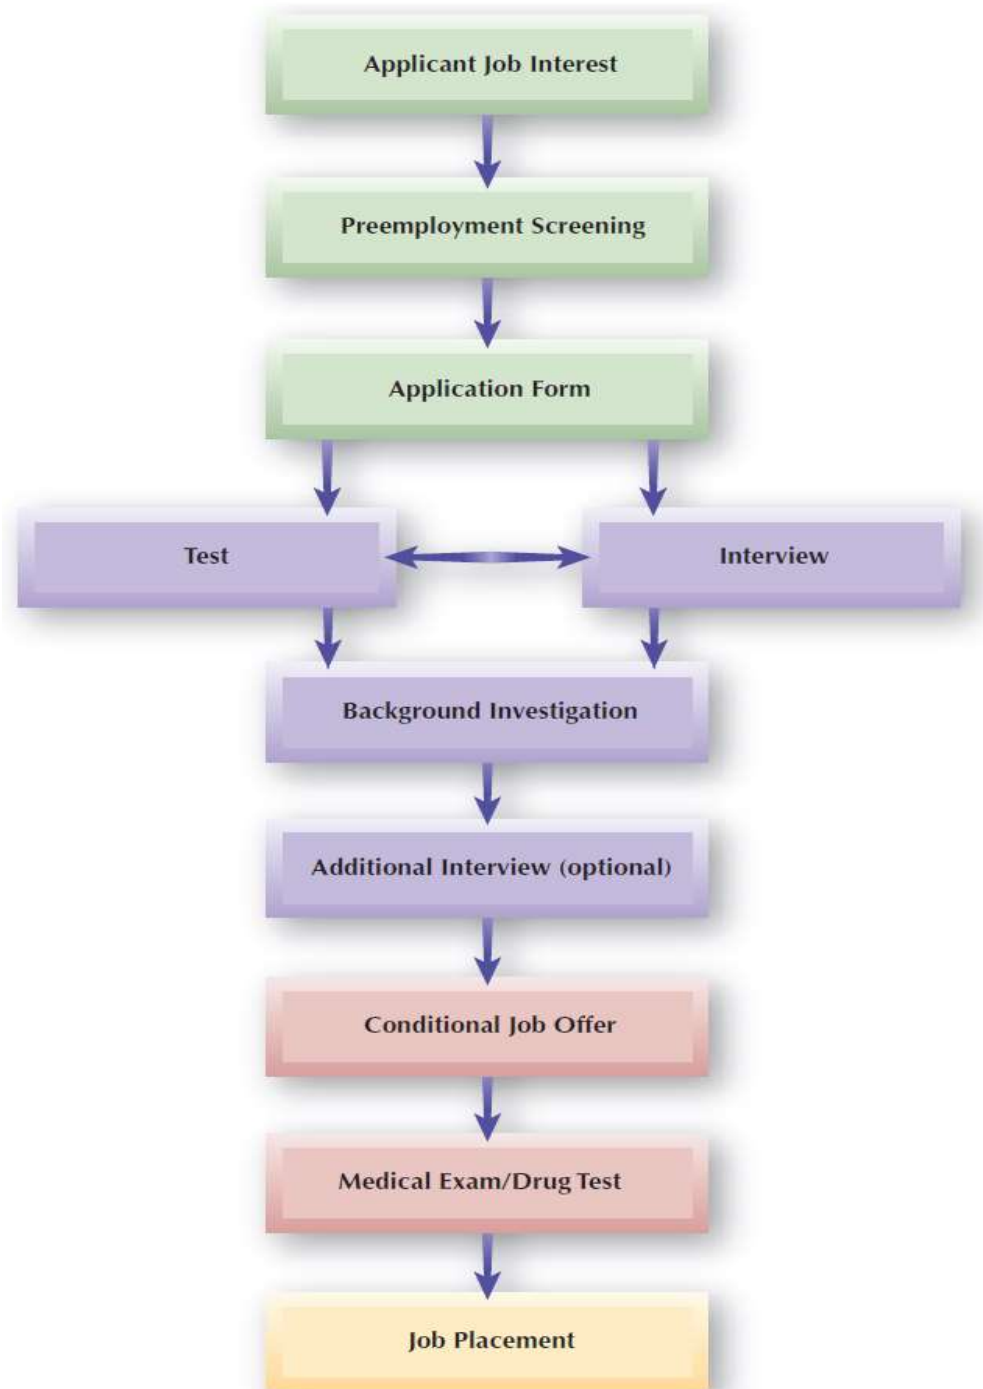 Applicant Job Interest
Preemployment Screening
Application Form
Test
Interview
Background Investigation
Additional Interview (optional)
Conditional Job Offer
Medical Exam/Drug Test
Job Placement